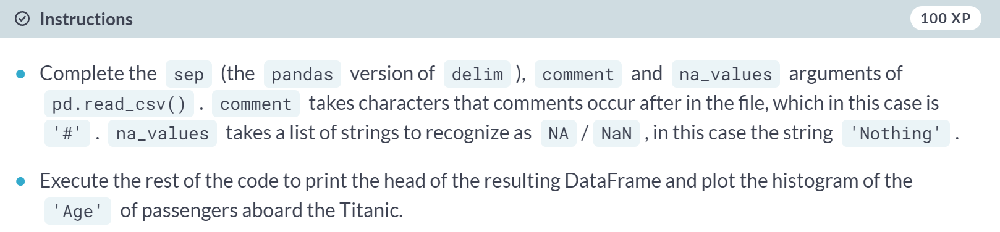 Instructions 100 XP
Complete the sep (the pandas version of delim ), comment and na_values arguments of
pd.read_csv() . comment takes characters that comments occur after in the file, which in this case is
'#' . na_values takes a list of strings to recognize as NA / NaN , in this case the string 'Nothing' .
Execute the rest of the code to print the head of the resulting DataFrame and plot the histogram of the
'Age' of passengers aboard the Titanic.